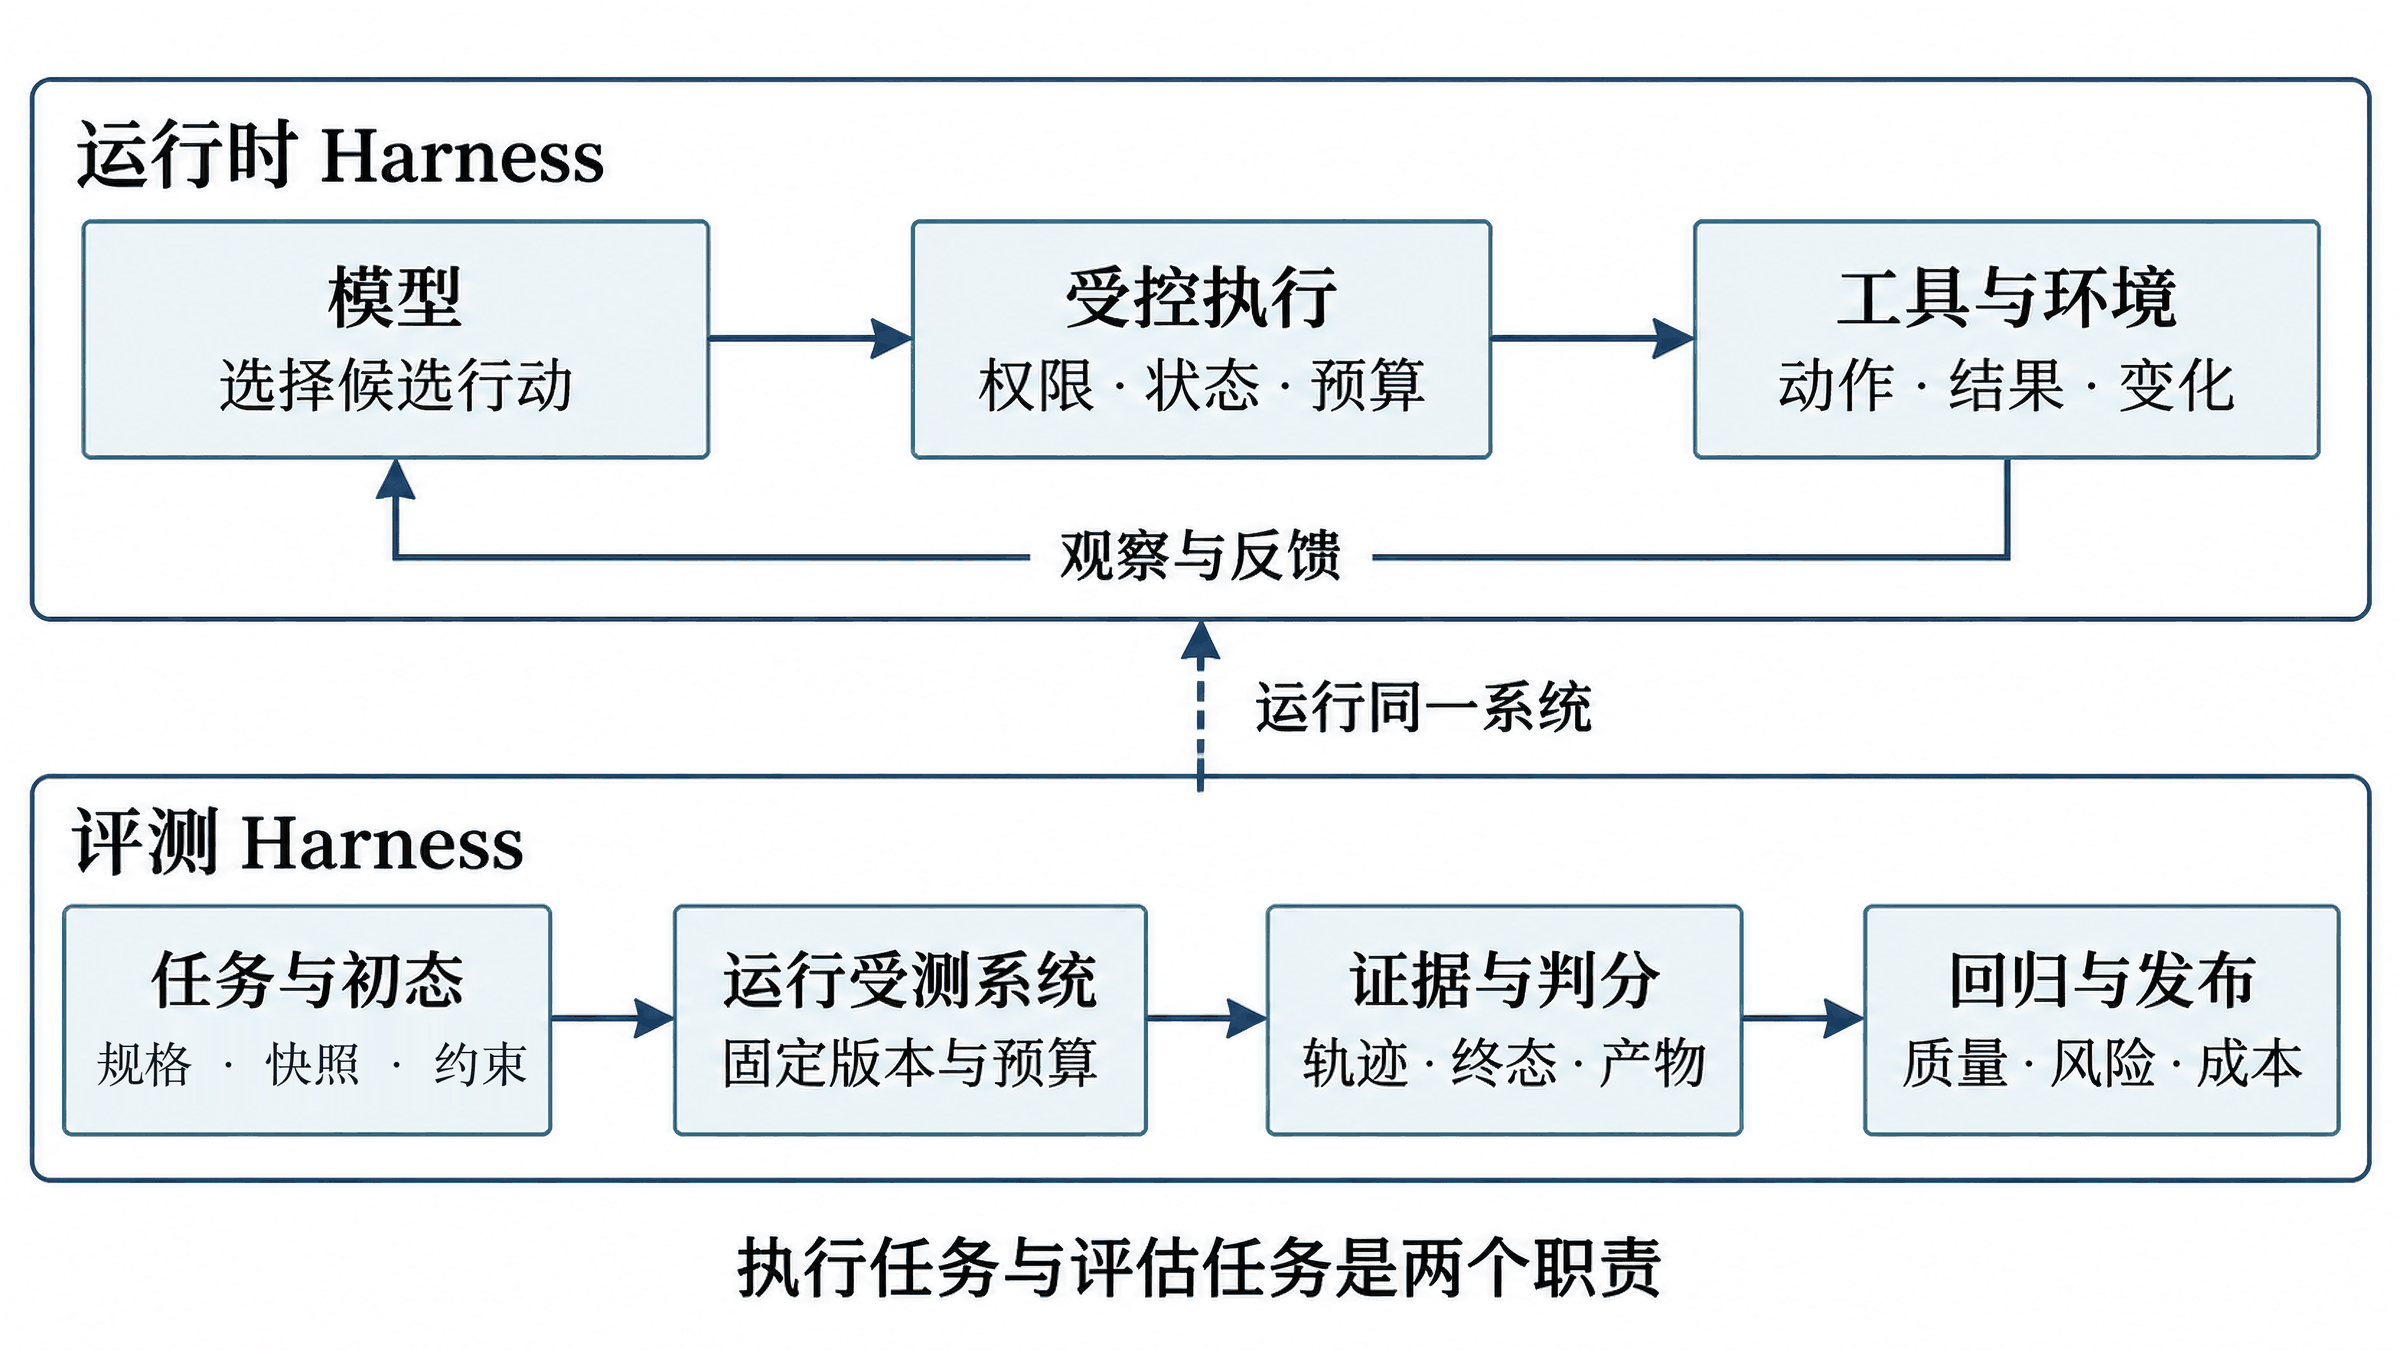 运行时 Harness
模型
选择候选行动
受控执行
权限 · 状态 · 预算
工具与环境
动作 · 结果 · 变化
观察与反馈
运行同一系统
评测 Harness
任务与初态
规格 · 快照 · 约束
运行受测系统
固定版本与预算
证据与判分
轨迹 · 终态 · 产物
回归与发布
质量 · 风险 · 成本
执行任务与评估任务是两个职责